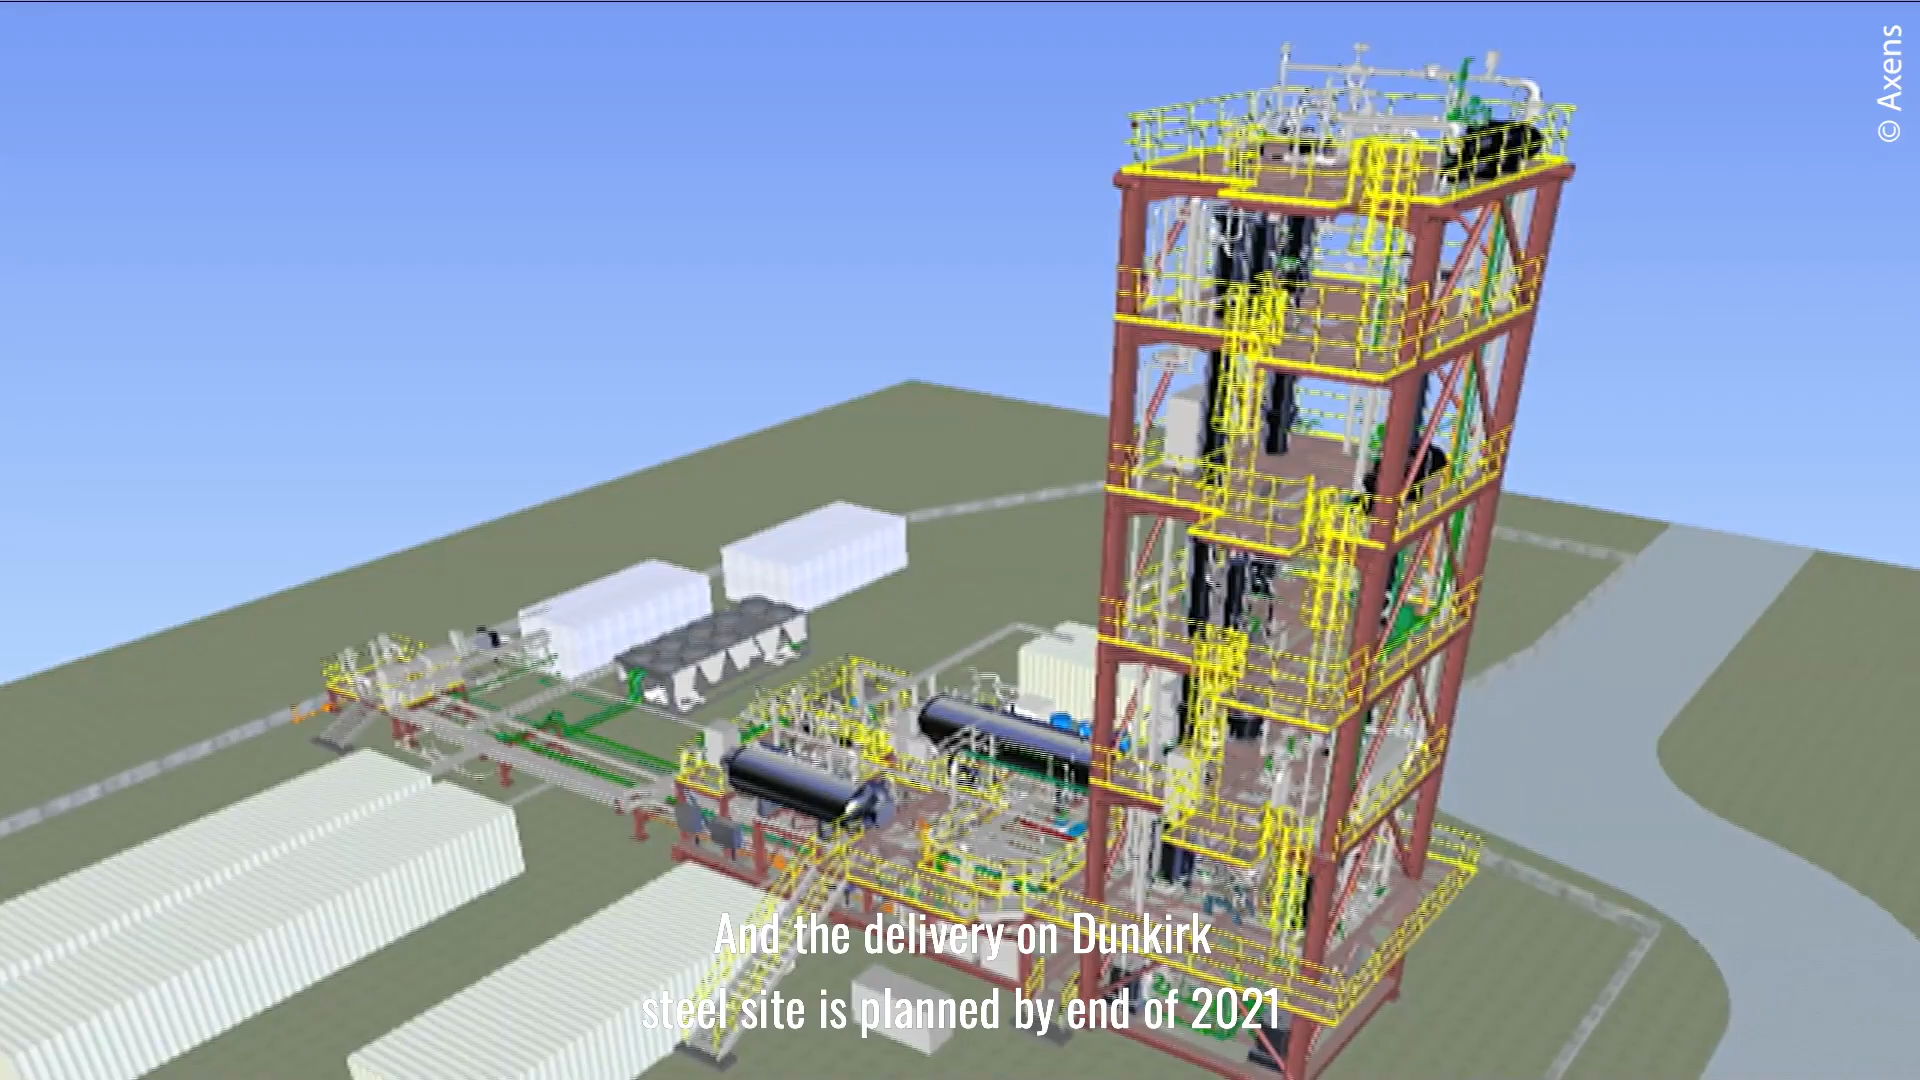 © Axens
And the delivery on Dunkirk
steel site is planned by end of 2021